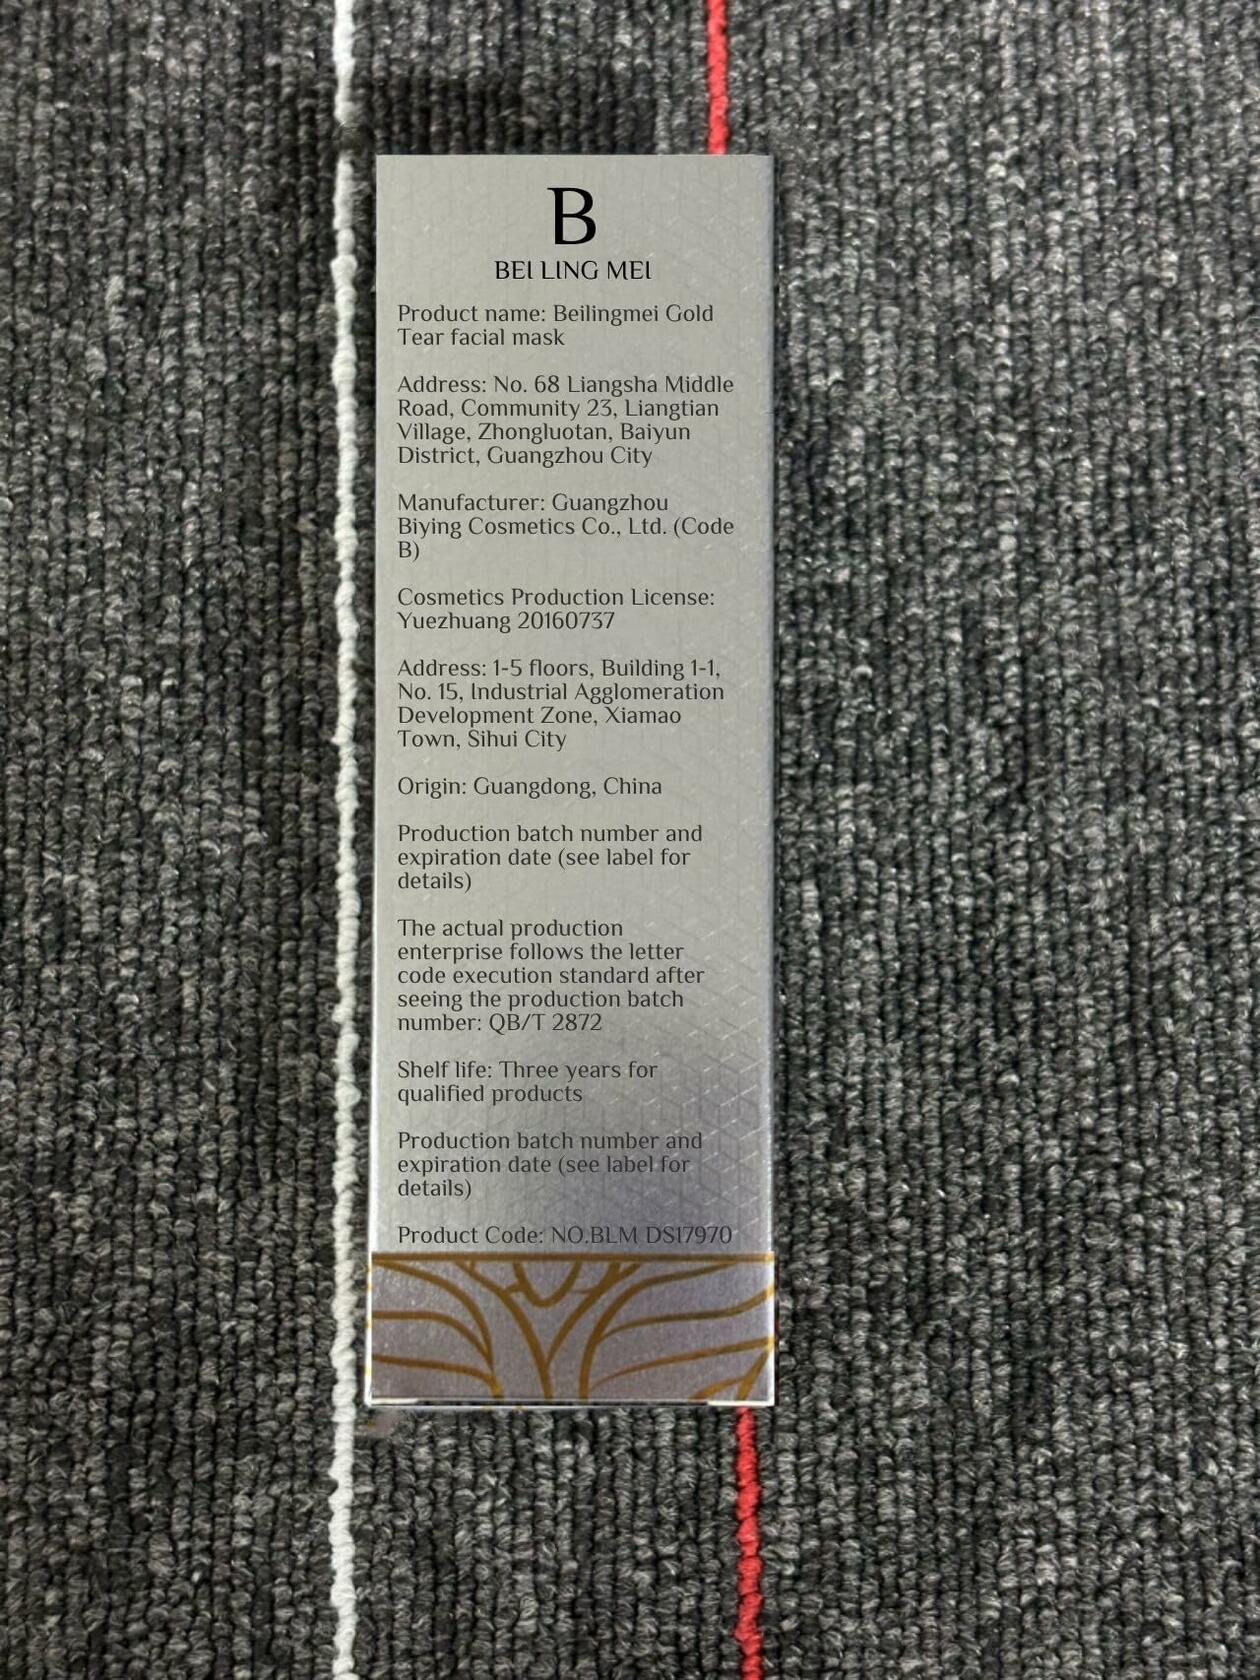 B
BEI LING MEI
Product name: Beilingmei Gold
Tear facial mask
Address: No. 68 Liangsha Middle
Road, Community 23, Liangtian
Village, Zhongluotan, Baiyun
District, Guangzhou City
Manufacturer: Guangzhou
Biying Cosmetics Co., Ltd. (Code
B)
Cosmetics Production License:
Yuezhuang 20160737
Address: 1-5 floors, Building 1-1,
No. 15, Industrial Agglomeration
Development Zone, Xiamao
Town, Sihui City
Origin: Guangdong, China
Production batch number and
expiration date (see label for
details)
The actual production
enterprise follows the letter
code execution standard after
seeing the production batch
number: QB/T 2872
Shelf life: Three years for
qualified products
Production batch number and
expiration date (see label for
details)
Product Code: NO.BLM DS17970